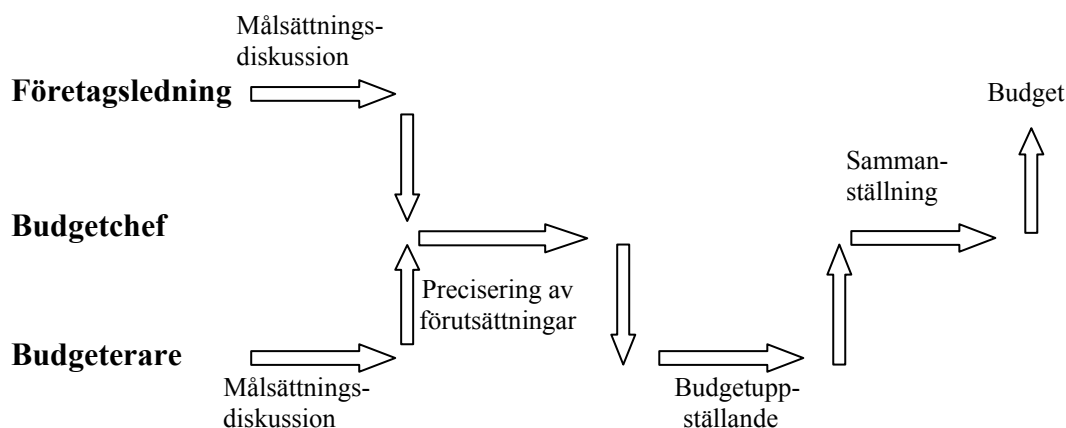 Målsättnings-
diskussion
Företagsledning
Budget
Samman-
ställning
Budgetchef
Precisering av
förutsättningar
Budgeterare
Målsättnings-
diskussion
Budgetupp-
ställande